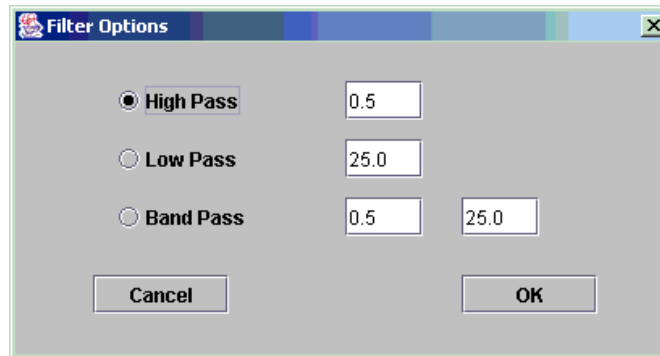 Filter Options
High Pass 0.5
Low Pass 25.0
Band Pass 0.5 25.0
Cancel OK